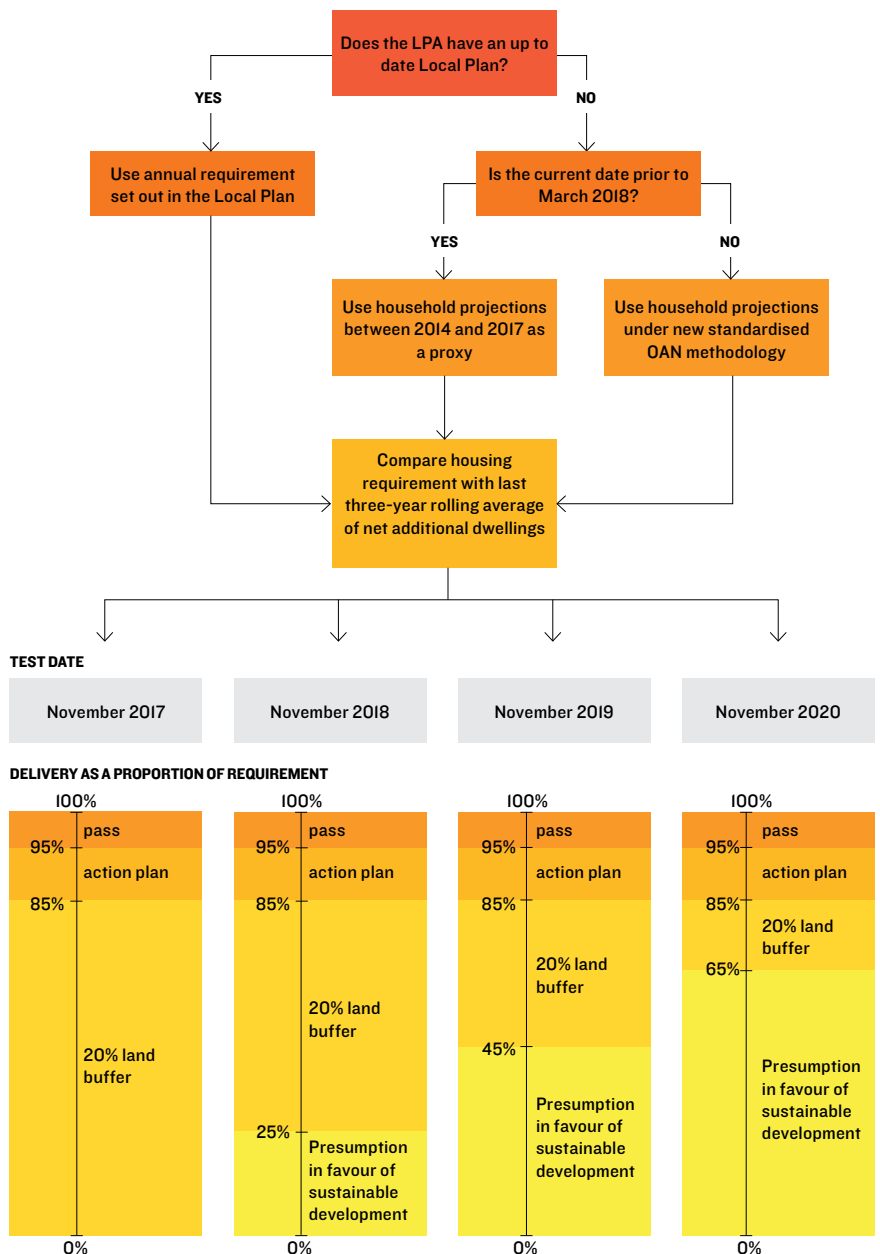 Does the LPA have an up to
date Local Plan?
YES
NO
Use annual requirement
set out in the Local Plan
Is the current date prior to
March 2018?
YES
NO
Use household projections
between 2014 and 2017 as
a proxy
Use household projections
under new standardised
OAN methodology
Compare housing
requirement with last
three-year rolling average
of net additional dwellings
TEST DATE
November 2017
November 2018
November 2019
November 2020
DELIVERY AS A PROPORTION OF REQUIREMENT
100%
pass
95%
action plan
85%
20% land
buffer
0%
100%
pass
95%
action plan
85%
20% land
buffer
25%
Presumption
in favour of
sustainable
development
0%
100%
pass
95%
action plan
85%
20% land
buffer
45%
Presumption
in favour of
sustainable
development
0%
100%
pass
95%
action plan
85%
20% land
buffer
65%
Presumption
in favour of
sustainable
development
0%